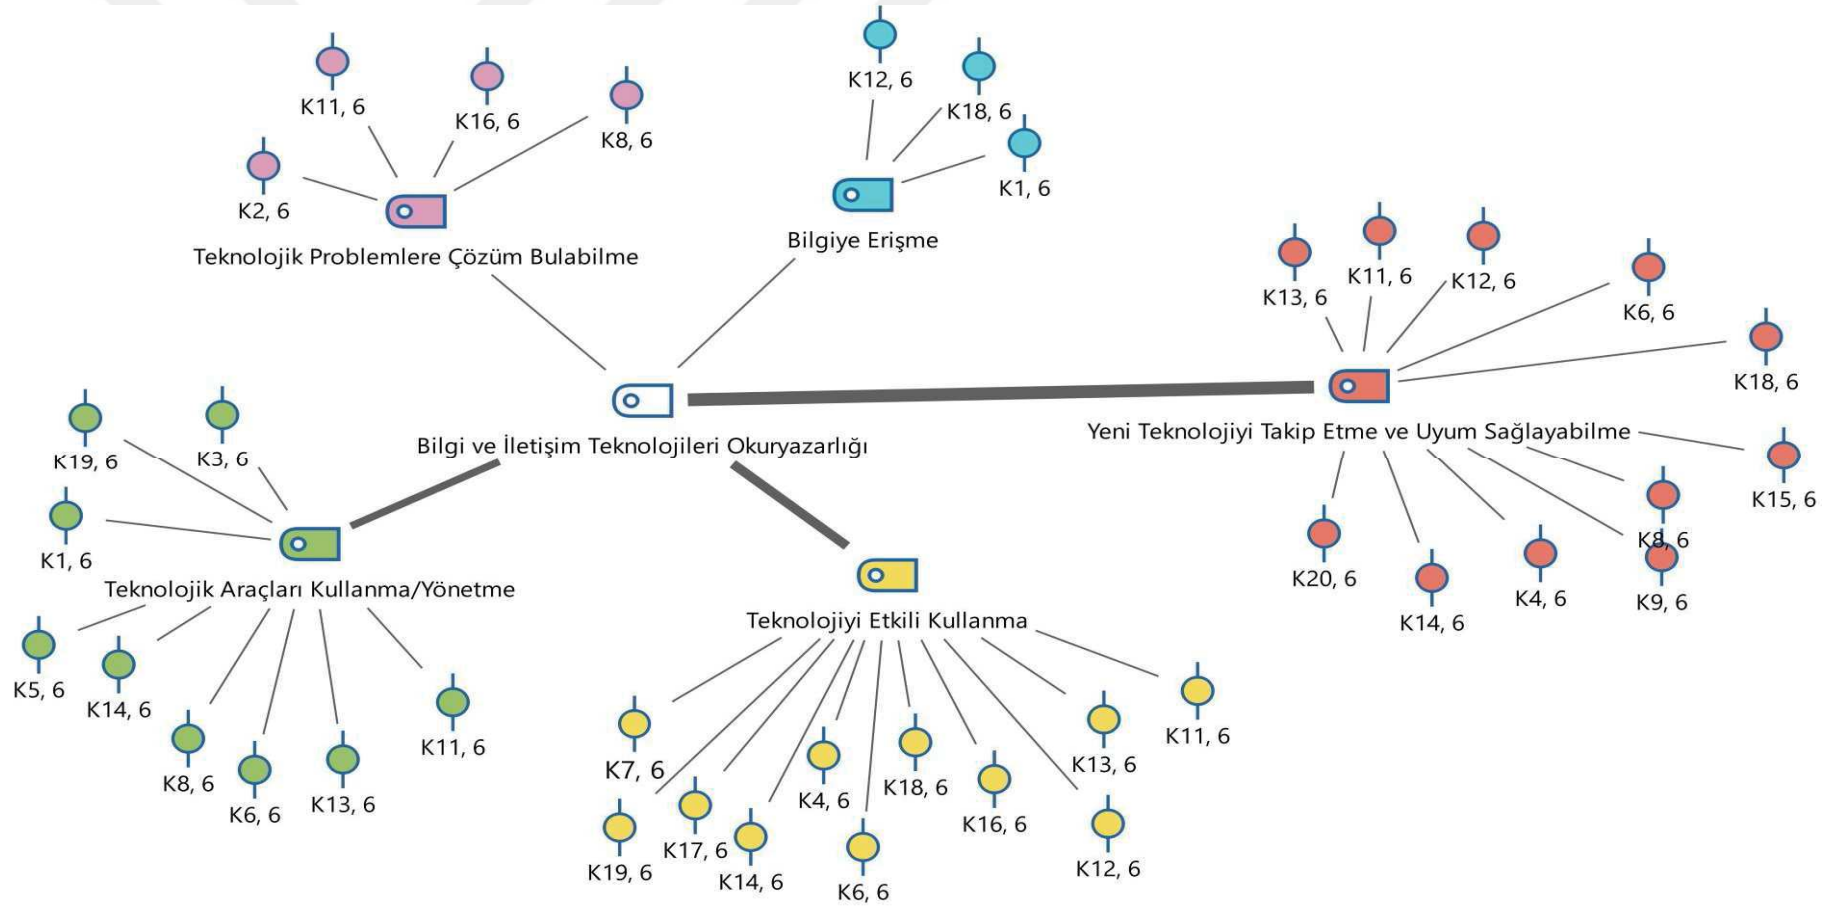 K11, 6
K16, 6
K8, 6
K2, 6
Teknolojik Problemlere Çözüm Bulabilme
K12, 6
K18, 6
K1, 6
Bilgiye Erişme
K13, 6
K11, 6
K12, 6
K6, 6
K18, 6
Yeni Teknolojiyi Takip Etme ve Uyum Sağlayabilme
K15, 6
K8, 6
K9, 6
K4, 6
K14, 6
K20, 6
Bilgi ve İletişim Teknolojileri Okuryazarlığı
K19, 6
K3, 6
K1, 6
Teknolojik Araçları Kullanma/Yönetme
K5, 6
K14, 6
K8, 6
K6, 6
K13, 6
K11, 6
Teknolojiyi Etkili Kullanma
K7, 6
K19, 6
K17, 6
K14, 6
K4, 6
K6, 6
K18, 6
K16, 6
K12, 6
K13, 6
K11, 6